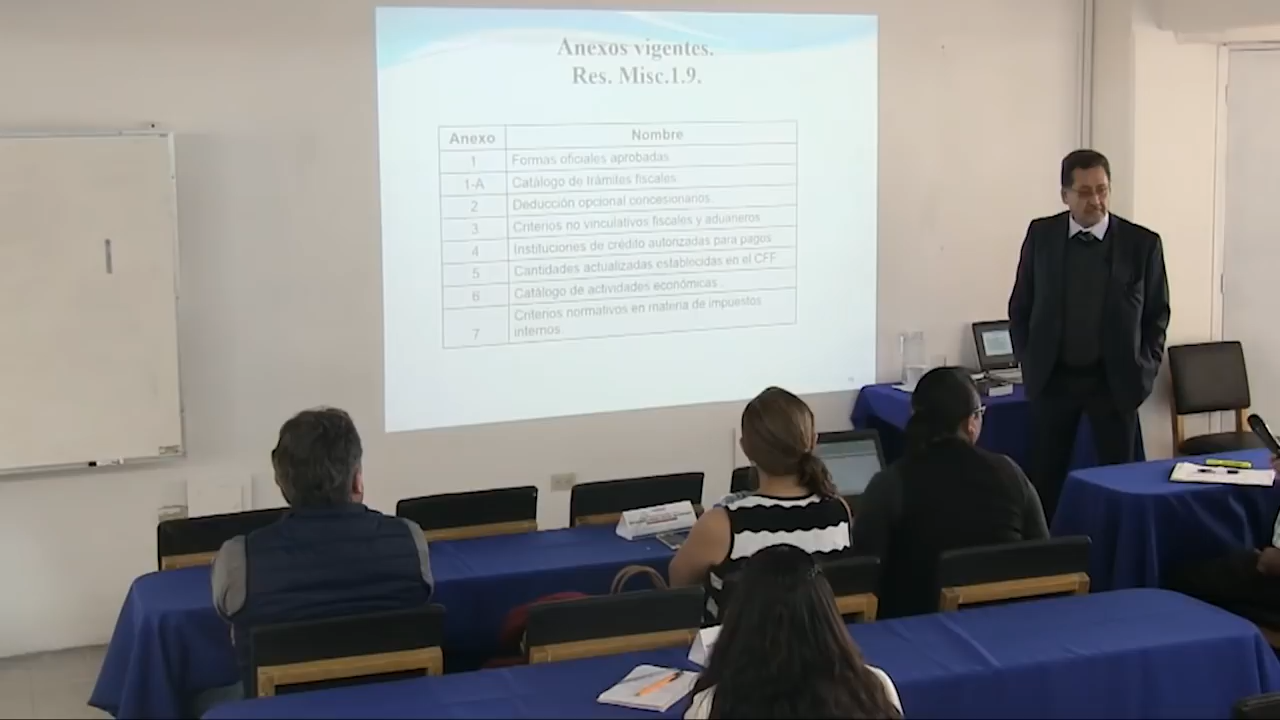 Anexos vigentes.
Res. Misc.1.9.
Anexo Nombre
1 Formas oficiales aprobadas
1-A Catálogo de trámites fiscales
2 Deducción opcional concesionarios
3 Criterios no vinculativos fiscales y aduaneros
4 Instituciones de crédito autorizadas para pagos
5 Cantidades actualizadas establecidas en el CFF
6 Catálogo de actividades económicas
7 Criterios normativos en materia de impuestos
internos